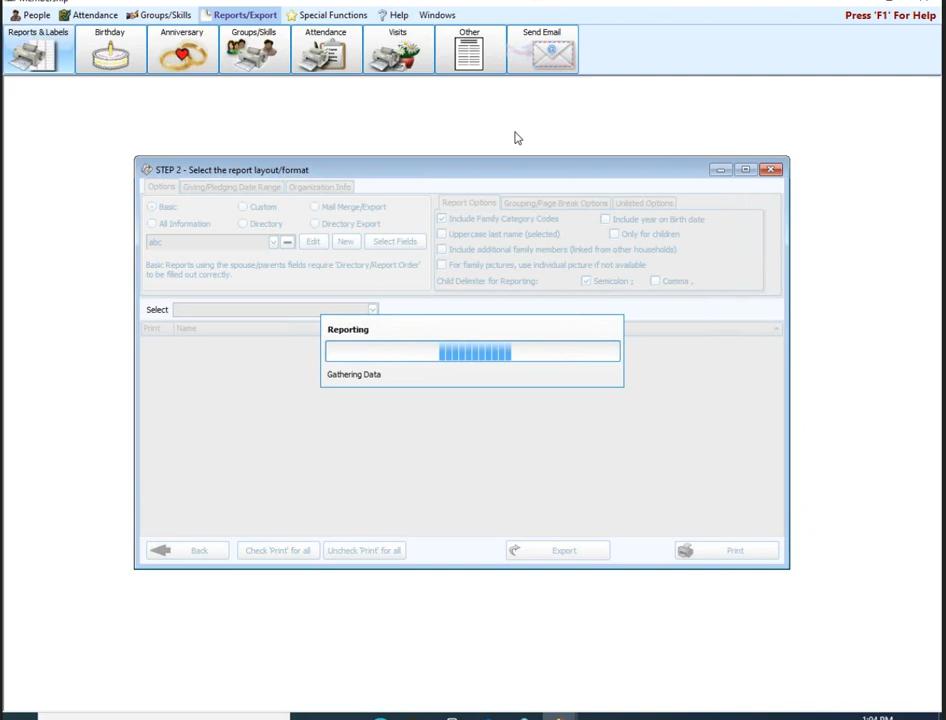 People Attendance Groups/Skills Reports/Export Special Functions Help Windows Press 'F1' For Help
Reports & Labels Birthday Anniversary Groups/Skills Attendance Visits Other Send Email
STEP 2 - Select the report layout/format
Options Giving/Pledging Date Range Organization Info
Basic Custom Mail Merge/Export
All Information Directory Directory Export
abc Edit New Select Fields
Basic Reports using the spouse/parents fields require 'Directory/Report Order'
to be filled out correctly.
Report Options Grouping/Page Break Options Unlisted Options
Include Family Category Codes Include year on Birth date
Uppercase last name (selected) Only for children
Include additional family members (linked from other households)
For family pictures, use individual picture if not available
Child Delimiter for Reporting: Semicolon ; Comma ,
Select
Print Name
Reporting
Gathering Data
Back Check 'Print' for all Uncheck 'Print' for all Export Print